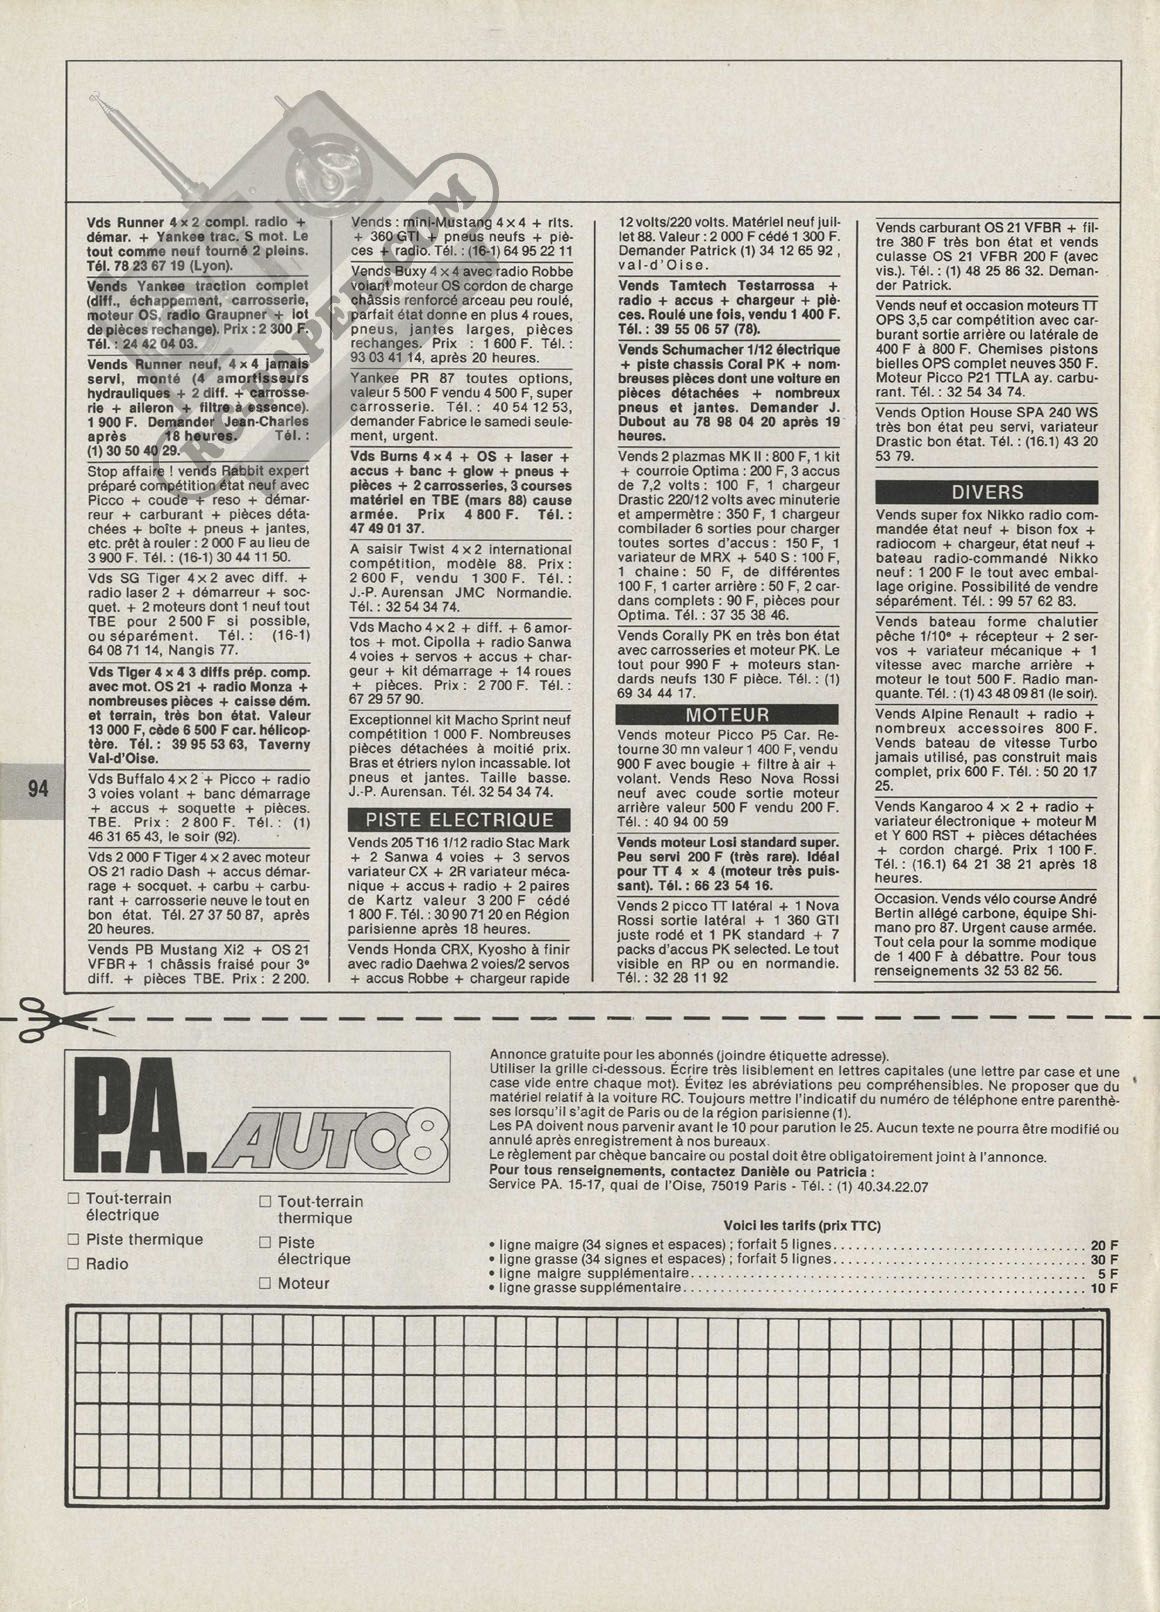 Vds Runner 4 x 2 compl. radio +
démar. + Yankee trac. S mot. Le
tout comme neuf tourné 2 pleins.
Tél. 78 23 67 19 (Lyon).
Vends Yankee traction complet
(diff., échappement, carrosserie,
moteur OS, radio Graupner + lot
de pièces rechange). Prix : 2 300 F.
Tél. : 24 42 04 03.
Vends Runner neuf, 4 x 4 jamais
servi, monté (4 amortisseurs
hydrauliques + 2 diff. + carrosse-
rie + aileron + filtre à essence).
1 900 F. Demander Jean-Charles
après 18 heures. Tél. :
(1) 30 50 40 29.
Stop affaire ! vends Rabbit expert
préparé compétition état neuf avec
Picco + coude + reso + démar-
reur + carburant + pièces déta-
chées + boîte + pneus + jantes,
etc. prêt à rouler : 2 000 F au lieu de
3 900 F. Tél. : (16-1) 30 44 11 50.
Vds SG Tiger 4 x 2 avec diff. +
radio laser 2 + démarreur + soc-
quet. + 2 moteurs dont 1 neuf tout
TBE pour 2 500 F si possible,
ou séparément. Tél. : (16-1)
64 08 71 14, Nangis 77.
Vds Tiger 4 x 4 3 diffs prép. comp.
avec mot. OS 21 + radio Monza +
nombreuses pièces + caisse dém.
et terrain, très bon état. Valeur
13 000 F, cède 6 500 F car. hélicop-
tère. Tél. : 39 95 53 63, Taverny
Val-d'Oise.
Vds Buffalo 4 x 2 + Picco + radio
3 voies volant + banc démarrage
+ accus + soquette + pièces.
TBE. Prix : 2 800 F. Tél. : (1)
46 31 65 43, le soir (92).
Vds 2 000 F Tiger 4 x 2 avec moteur
OS 21 radio Dash + accus démar-
rage + socquet. + carbu + carbu-
rant + carrosserie neuve le tout en
bon état. Tél. 27 37 50 87, après
20 heures.
Vends PB Mustang Xi2 + OS 21
VFBR + 1 châssis fraisé pour 3e
diff. + pièces TBE. Prix : 2 200.
Vends : mini-Mustang 4 x 4 + rlts.
+ 360 GTI + pneus neufs + piè-
ces + radio. Tél. : (16-1) 64 95 22 11
Vends Buxy 4 x 4 avec radio Robbe
volant moteur OS cordon de charge
châssis renforcé arceau peu roulé,
parfait état donne en plus 4 roues,
pneus, jantes larges, pièces
rechanges. Prix : 1 600 F. Tél. :
93 03 41 14, après 20 heures.
Yankee PR 87 toutes options,
valeur 5 500 F vendu 4 500 F, super
carrosserie. Tél. : 40 54 12 53,
demander Fabrice le samedi seule-
ment, urgent.
Vds Burns 4 x 4 + OS + laser +
accus + banc + glow + pneus +
pièces + 2 carrosseries, 3 courses
matériel en TBE (mars 88) cause
armée. Prix 4 800 F. Tél. :
47 49 01 37.
A saisir Twist 4 x 2 international
compétition, modèle 88. Prix :
2 600 F, vendu 1 300 F. Tél. :
J.-P. Aurensan JMC Normandie.
Tél. : 32 54 34 74.
Vds Macho 4 x 2 + diff. + 6 amor-
tos + mot. Cipolla + radio Sanwa
4 voies + servos + accus + char-
geur + kit démarrage + 14 roues
+ pièces. Prix : 2 700 F. Tél. :
67 29 57 90.
Exceptionnel kit Macho Sprint neuf
compétition 1 000 F. Nombreuses
pièces détachées à moitié prix.
Bras et étriers nylon incassable. lot
pneus et jantes. Taille basse.
J.-P. Aurensan. Tél. 32 54 34 74.
PISTE ELECTRIQUE
Vends 205 T16 1/12 radio Stac Mark
+ 2 Sanwa 4 voies + 3 servos
variateur CX + 2R variateur méca-
nique + accus + radio + 2 paires
de Kartz valeur 3 200 F cédé
1 800 F. Tél. : 30 90 71 20 en Région
parisienne après 18 heures.
Vends Honda CRX, Kyosho à finir
avec radio Daehwa 2 voies/2 servos
+ accus Robbe + chargeur rapide
12 volts/220 volts. Matériel neuf juil-
let 88. Valeur : 2 000 F cédé 1 300 F.
Demander Patrick (1) 34 12 65 92,
val-d'Oise.
Vends Tamtech Testarrossa +
radio + accus + chargeur + piè-
ces. Roulé une fois, vendu 1 400 F.
Tél. : 39 55 06 57 (78).
Vends Schumacher 1/12 électrique
+ piste chassis Coral PK + nom-
breuses pièces dont une voiture en
pièces détachées + nombreux
pneus et jantes. Demander J.
Dubout au 78 98 04 20 après 19
heures.
Vends 2 plazmas MK II : 800 F, 1 kit
+ courroie Optima : 200 F, 3 accus
de 7,2 volts : 100 F, 1 chargeur
Drastic 220/12 volts avec minuterie
et ampermètre : 350 F, 1 chargeur
combilader 6 sorties pour charger
toutes sortes d'accus : 150 F, 1
variateur de MRX + 540 S : 100 F,
1 chaine : 50 F, de différentes
100 F, 1 carter arrière : 50 F, 2 car-
dans complets : 90 F, pièces pour
Optima. Tél. : 37 35 38 46.
Vends Corally PK en très bon état
avec carrosseries et moteur PK. Le
tout pour 990 F + moteurs stan-
dards neufs 130 F pièce. Tél. : (1)
69 34 44 17.
MOTEUR
Vends moteur Picco P5 Car. Re-
tourne 30 mn valeur 1 400 F, vendu
900 F avec bougie + filtre à air +
volant. Vends Reso Nova Rossi
neuf avec coude sortie moteur
arrière valeur 500 F vendu 200 F.
Tél. : 40 94 00 59
Vends moteur Losi standard super.
Peu servi 200 F (très rare). Idéal
pour TT 4 x 4 (moteur très puis-
sant). Tél. : 66 23 54 16.
Vends 2 picco TT latéral + 1 Nova
Rossi sortie latéral + 1 360 GTI
juste rodé et 1 PK standard + 7
packs d'accus PK selected. Le tout
visible en RP ou en normandie.
Tél. : 32 28 11 92
Vends carburant OS 21 VFBR + fil-
tre 380 F très bon état et vends
culasse OS 21 VFBR 200 F (avec
vis.). Tél. : (1) 48 25 86 32. Deman-
der Patrick.
Vends neuf et occasion moteurs TT
OPS 3,5 car compétition avec car-
burant sortie arrière ou latérale de
400 F à 800 F. Chemises pistons
bielles OPS complet neuves 350 F.
Moteur Picco P21 TTLA ay. carbu-
rant. Tél. : 32 54 34 74.
Vends Option House SPA 240 WS
très bon état peu servi, variateur
Drastic bon état. Tél. : (16.1) 43 20
53 79.
DIVERS
Vends super fox Nikko radio com-
mandée état neuf + bison fox +
radiocom + chargeur, état neuf +
bateau radio-commandé Nikko
neuf : 1 200 F le tout avec embal-
lage origine. Possibilité de vendre
séparément. Tél. : 99 57 62 83.
Vends bateau forme chalutier
pêche 1/10e + récepteur + 2 ser-
vos + variateur mécanique + 1
vitesse avec marche arrière +
moteur le tout 500 F. Radio man-
quante. Tél. : (1) 43 48 09 81 (le soir).
Vends Alpine Renault + radio +
nombreux accessoires 800 F.
Vends bateau de vitesse Turbo
jamais utilisé, pas construit mais
complet, prix 600 F. Tél. : 50 20 17
25.
Vends Kangaroo 4 x 2 + radio +
variateur électronique + moteur M
et Y 600 RST + pièces détachées
+ cordon chargé. Prix 1 100 F.
Tél. : (16.1) 64 21 38 21 après 18
heures.
Occasion. Vends vélo course André
Bertin allégé carbone, équipe Shi-
mano pro 87. Urgent cause armée.
Tout cela pour la somme modique
de 1 400 F à débattre. Pour tous
renseignements 32 53 82 56.
RC-PAPER.COM
94
P.A. AUTO8
Annonce gratuite pour les abonnés (joindre étiquette adresse).
Utiliser la grille ci-dessous. Écrire très lisiblement en lettres capitales (une lettre par case et une
case vide entre chaque mot). Évitez les abréviations peu compréhensibles. Ne proposer que du
matériel relatif à la voiture RC. Toujours mettre l'indicatif du numéro de téléphone entre parenthè-
ses lorsqu'il s'agit de Paris ou de la région parisienne (1).
Les PA doivent nous parvenir avant le 10 pour parution le 25. Aucun texte ne pourra être modifié ou
annulé après enregistrement à nos bureaux.
Le règlement par chèque bancaire ou postal doit être obligatoirement joint à l'annonce.
Pour tous renseignements, contactez Danièle ou Patricia :
Service PA. 15-17, quai de l'Oise, 75019 Paris - Tél. : (1) 40.34.22.07
☐ Tout-terrain
électrique
☐ Piste thermique
☐ Radio
☐ Tout-terrain
thermique
☐ Piste
électrique
☐ Moteur
Voici les tarifs (prix TTC)
• ligne maigre (34 signes et espaces) ; forfait 5 lignes........ 20 F
• ligne grasse (34 signes et espaces) ; forfait 5 lignes........ 30 F
• ligne maigre supplémentaire........ 5 F
• ligne grasse supplémentaire........ 10 F